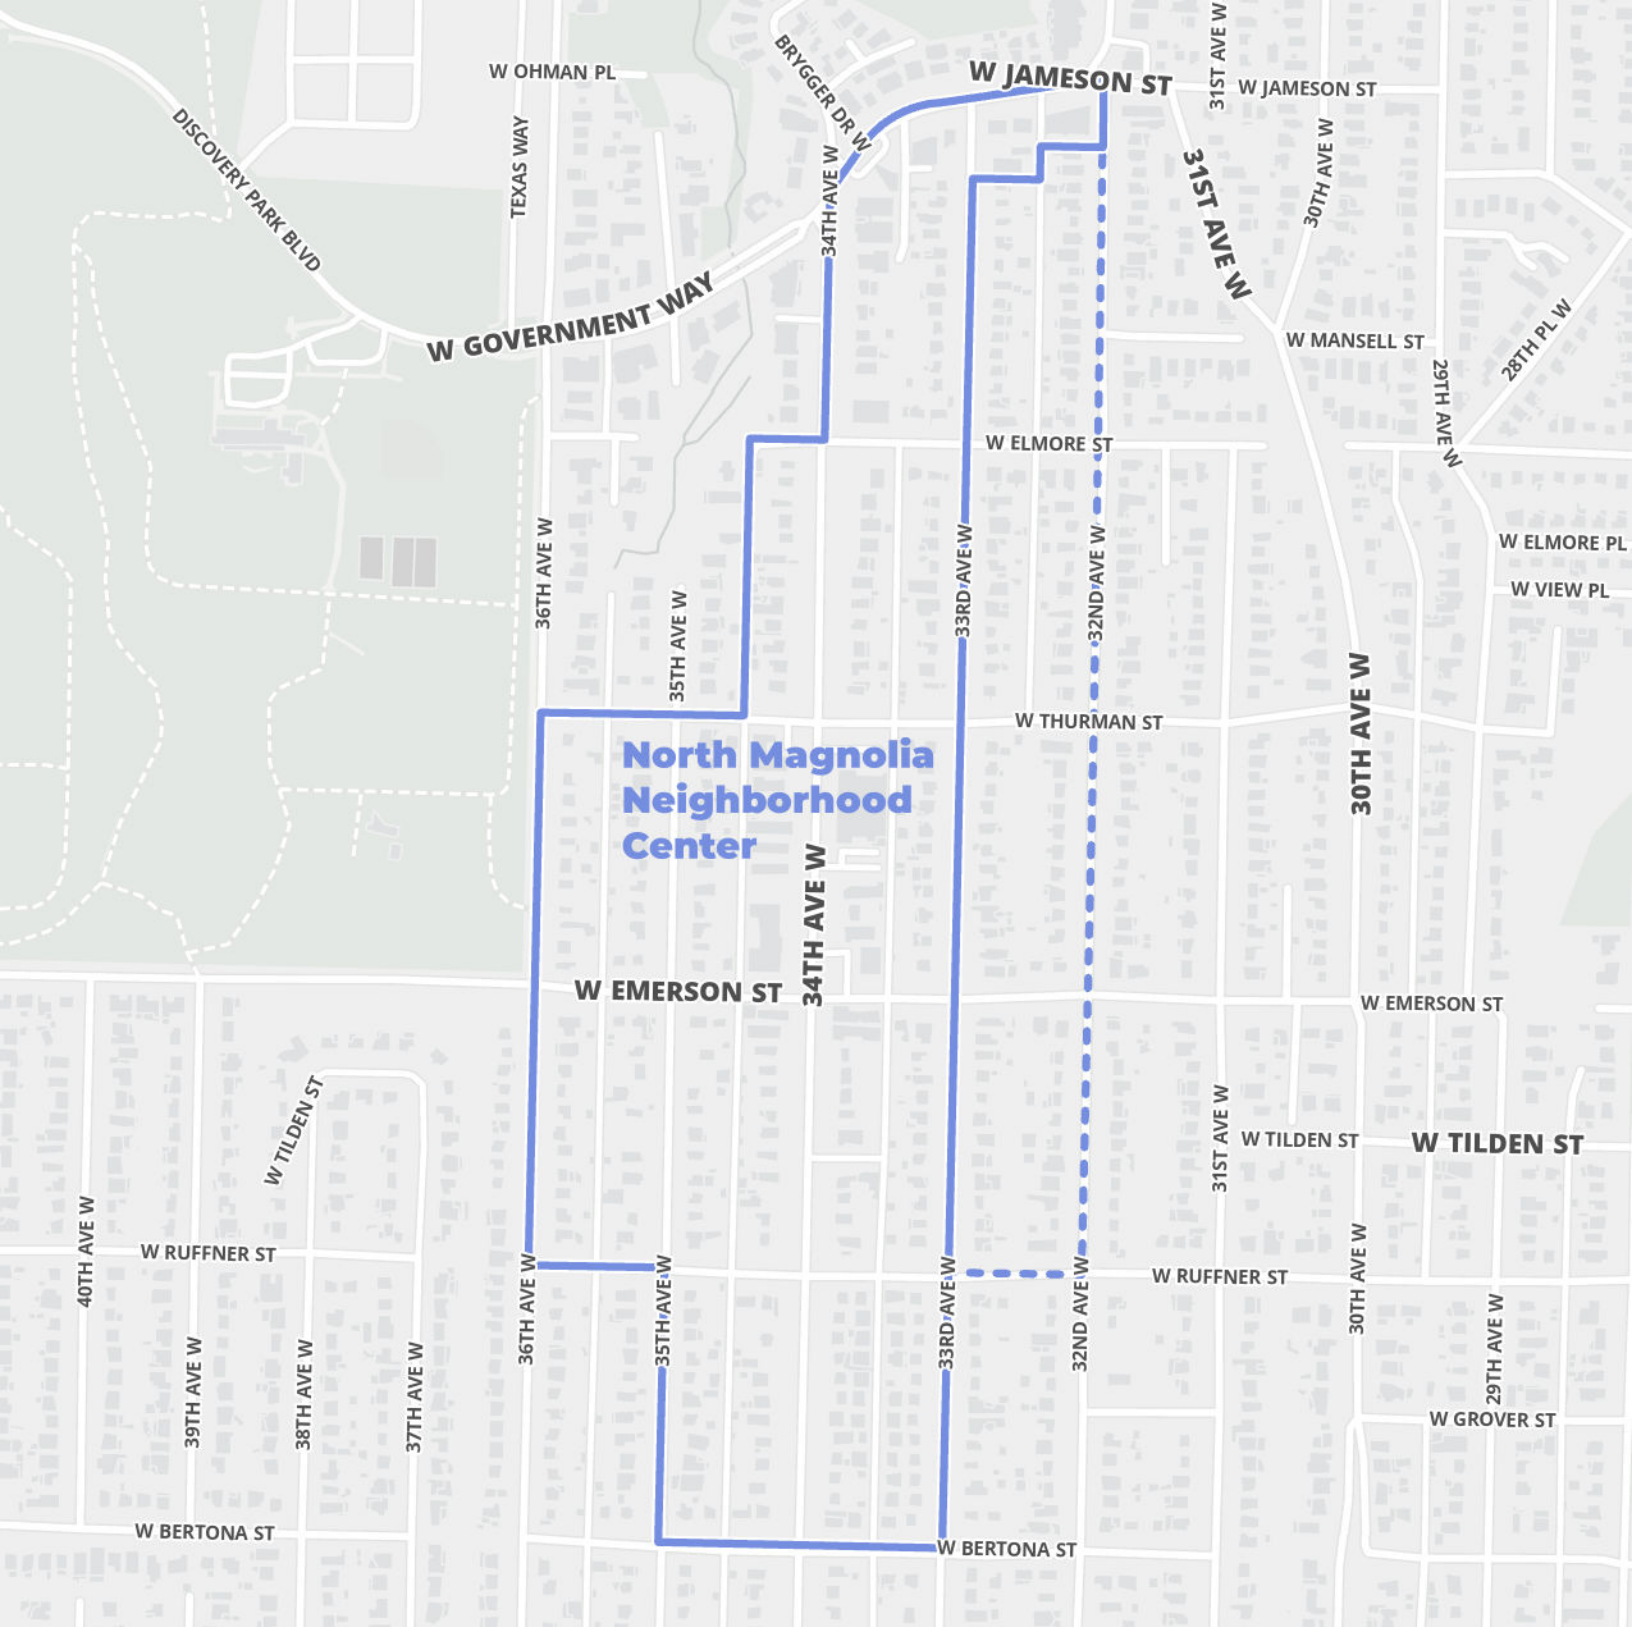 W OHMAN PL
BRYGGER DR W
W JAMESON ST
31ST AVE W
W JAMESON ST
DISCOVERY PARK BLVD
TEXAS WAY
34TH AVE W
31ST AVE W
30TH AVE W
W GOVERNMENT WAY
W MANSELL ST
28TH PL W
29TH AVE W
W ELMORE ST
36TH AVE W
33RD AVE W
32ND AVE W
W ELMORE PL
W VIEW PL
35TH AVE W
30TH AVE W
W THURMAN ST
North Magnolia
Neighborhood
Center
34TH AVE W
W EMERSON ST
W EMERSON ST
W TILDEN ST
31ST AVE W
W TILDEN ST
W TILDEN ST
40TH AVE W
W RUFFNER ST
36TH AVE W
35TH AVE W
33RD AVE W
32ND AVE W
W RUFFNER ST
30TH AVE W
29TH AVE W
39TH AVE W
38TH AVE W
37TH AVE W
W GROVER ST
W BERTONA ST
W BERTONA ST